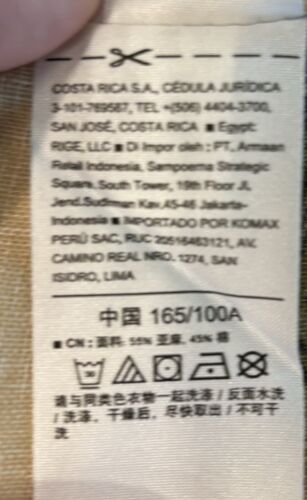 COSTA RICA S.A., CÉDULA JURÍDICA
3-101-769587, TEL +(506) 4404-3700,
SAN JOSÉ, COSTA RICA ■ Egypt:
RIGE, LLC ■ Di impor oleh : PT. Armaan
Retail Indonesia, Sampoerna Strategic
Square, South Tower, 19th Floor Jl.
Jend.Sudirman Kav.45-46 Jakarta-
Indonesia ■ IMPORTADO POR KOMAX
PERÚ SAC, RUC 20516463121, AV.
CAMINO REAL NRO. 1274, SAN
ISIDRO, LIMA
中国 165/100A
■ CN : 面料: 55% 亚麻, 45% 棉
30
请与同类色衣物一起洗涤 / 反面水洗
/ 洗涤、干燥后，尽快取出 / 不可干
洗